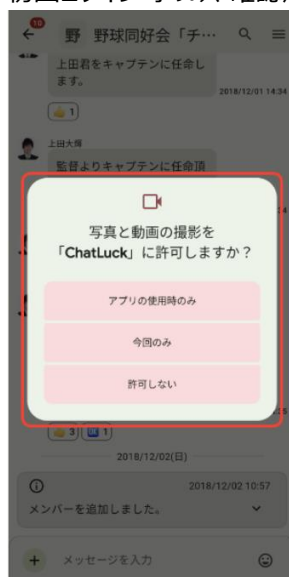 野 野球同好会「チ…
上田君をキャプテンに任命し
ます。
2018/12/01 14:34
1
上田大輝
監督よりキャプテンに任命頂
写真と動画の撮影を
「ChatLuck」に許可しますか？
アプリの使用時のみ
今回のみ
許可しない
3 1
2018/12/02(日)
2018/12/02 10:57
メンバーを追加しました。
メッセージを入力